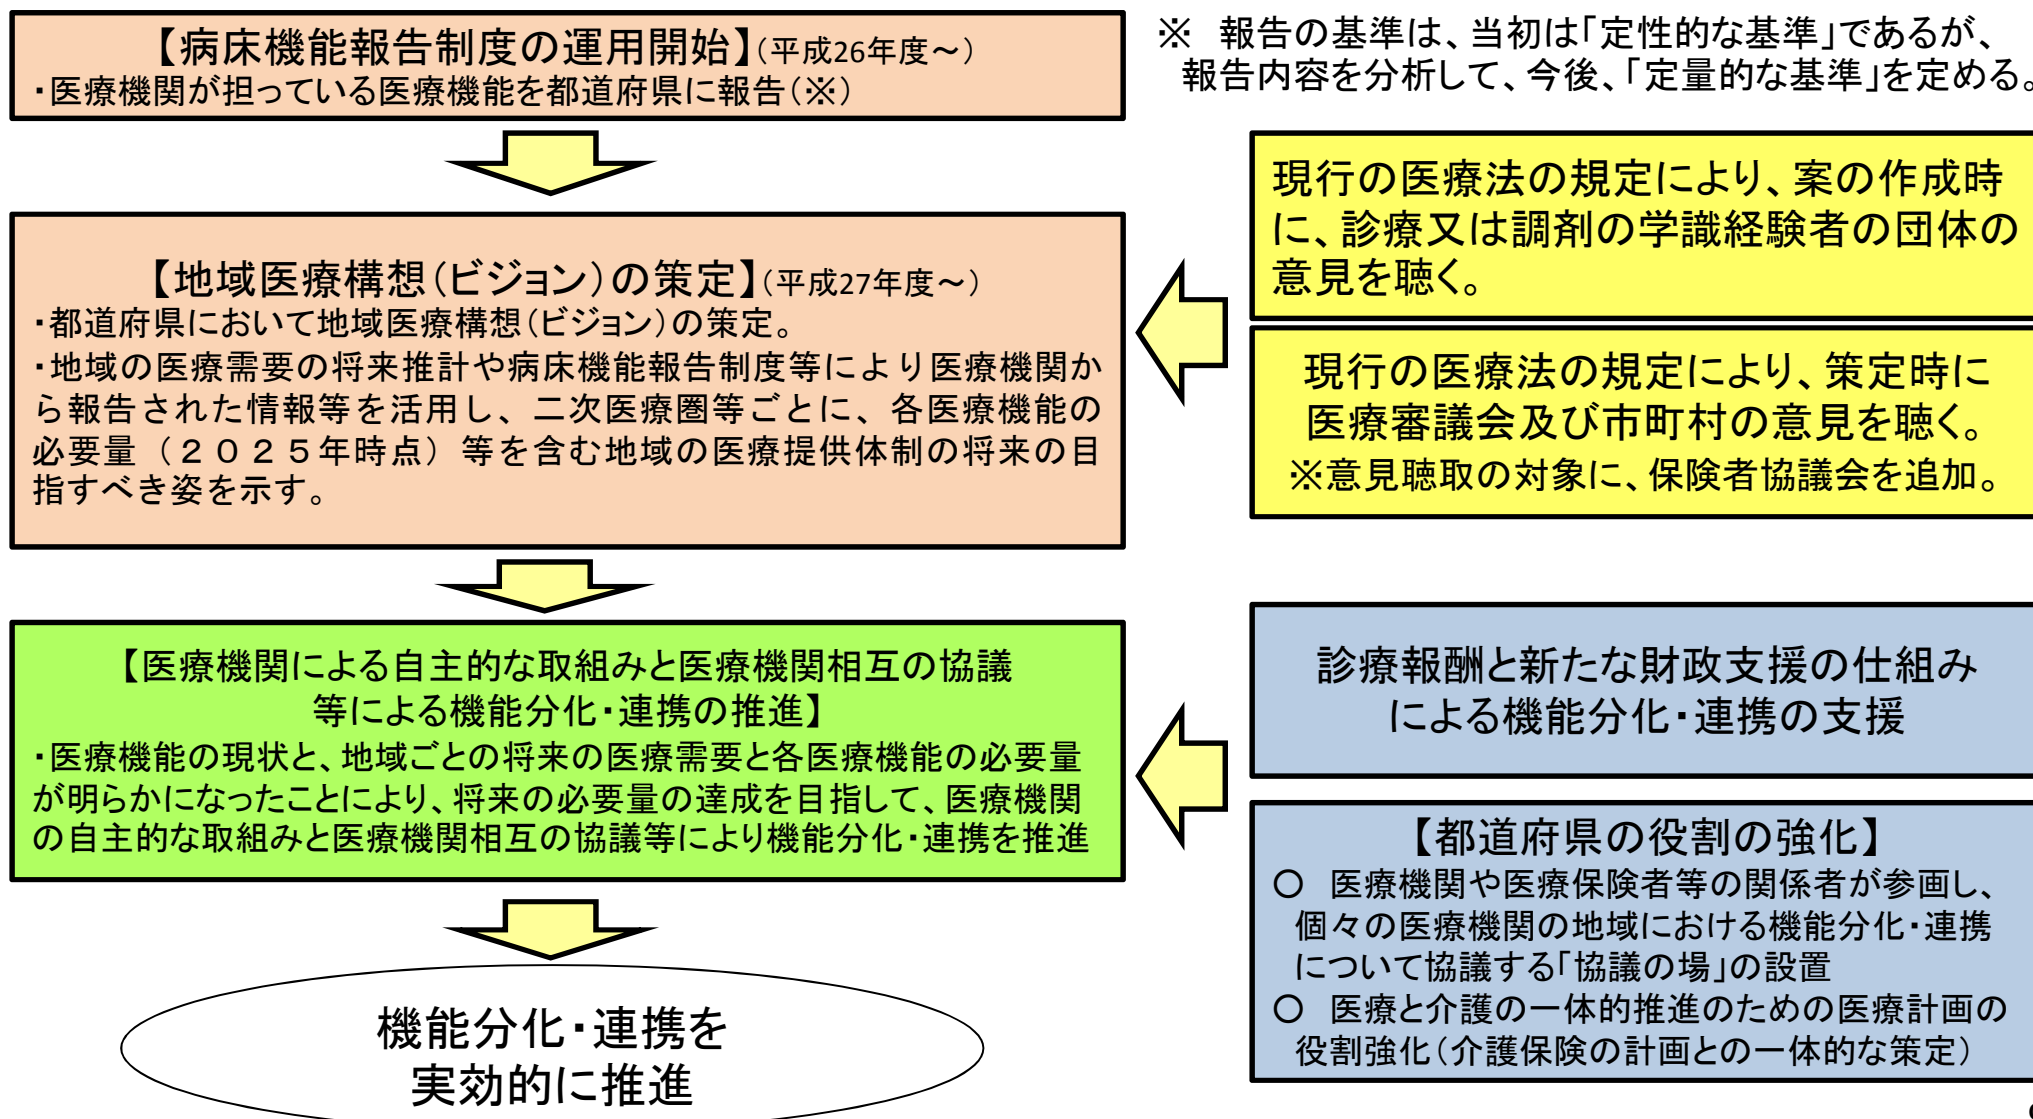 【病床機能報告制度の運用開始】(平成26年度～)
・医療機関が担っている医療機能を都道府県に報告(※)
※　報告の基準は、当初は「定性的な基準」であるが、
報告内容を分析して、今後、「定量的な基準」を定める。
【地域医療構想(ビジョン)の策定】(平成27年度～)
・都道府県において地域医療構想(ビジョン)の策定。
・地域の医療需要の将来推計や病床機能報告制度等により医療機関か
ら報告された情報等を活用し、二次医療圏等ごとに、各医療機能の
必要量（２０２５年時点）等を含む地域の医療提供体制の将来の目
指すべき姿を示す。
現行の医療法の規定により、案の作成時
に、診療又は調剤の学識経験者の団体の
意見を聴く。
現行の医療法の規定により、策定時に
医療審議会及び市町村の意見を聴く。
※意見聴取の対象に、保険者協議会を追加。
【医療機関による自主的な取組みと医療機関相互の協議
等による機能分化・連携の推進】
・医療機能の現状と、地域ごとの将来の医療需要と各医療機能の必要量
が明らかになったことにより、将来の必要量の達成を目指して、医療機関
の自主的な取組みと医療機関相互の協議等により機能分化・連携を推進
診療報酬と新たな財政支援の仕組み
による機能分化・連携の支援
【都道府県の役割の強化】
○　医療機関や医療保険者等の関係者が参画し、
個々の医療機関の地域における機能分化・連携
について協議する「協議の場」の設置
○　医療と介護の一体的推進のための医療計画の
役割強化(介護保険の計画との一体的な策定)
機能分化・連携を
実効的に推進